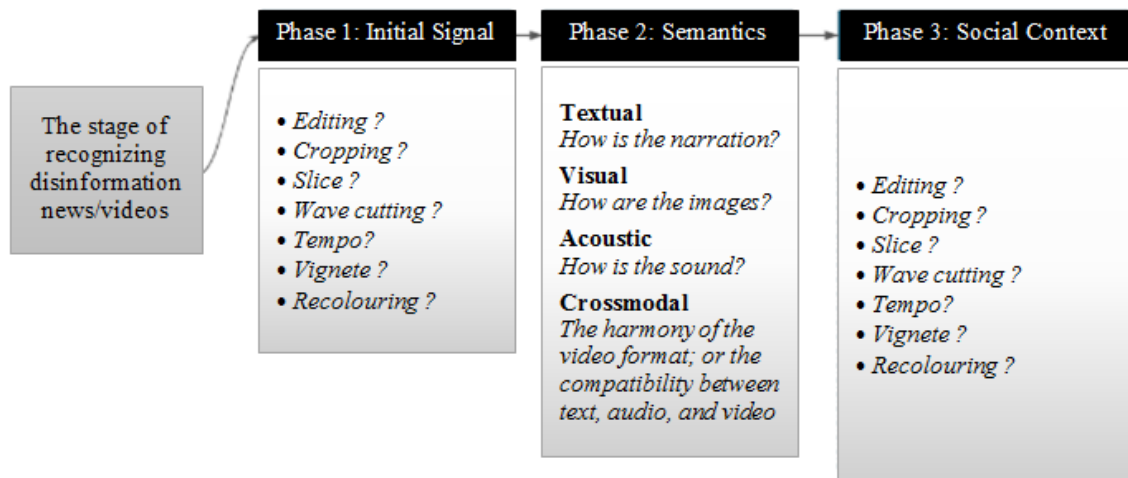 The stage of
recognizing
disinformation
news/videos
Phase 1: Initial Signal
• Editing ?
• Cropping ?
• Slice ?
• Wave cutting ?
• Tempo?
• Vignete ?
• Recolouring ?
Phase 2: Semantics
Textual
How is the narration?
Visual
How are the images?
Acoustic
How is the sound?
Crossmodal
The harmony of the
video format; or the
compatibility between
text, audio, and video
Phase 3: Social Context
• Editing ?
• Cropping ?
• Slice ?
• Wave cutting ?
• Tempo?
• Vignete ?
• Recolouring ?